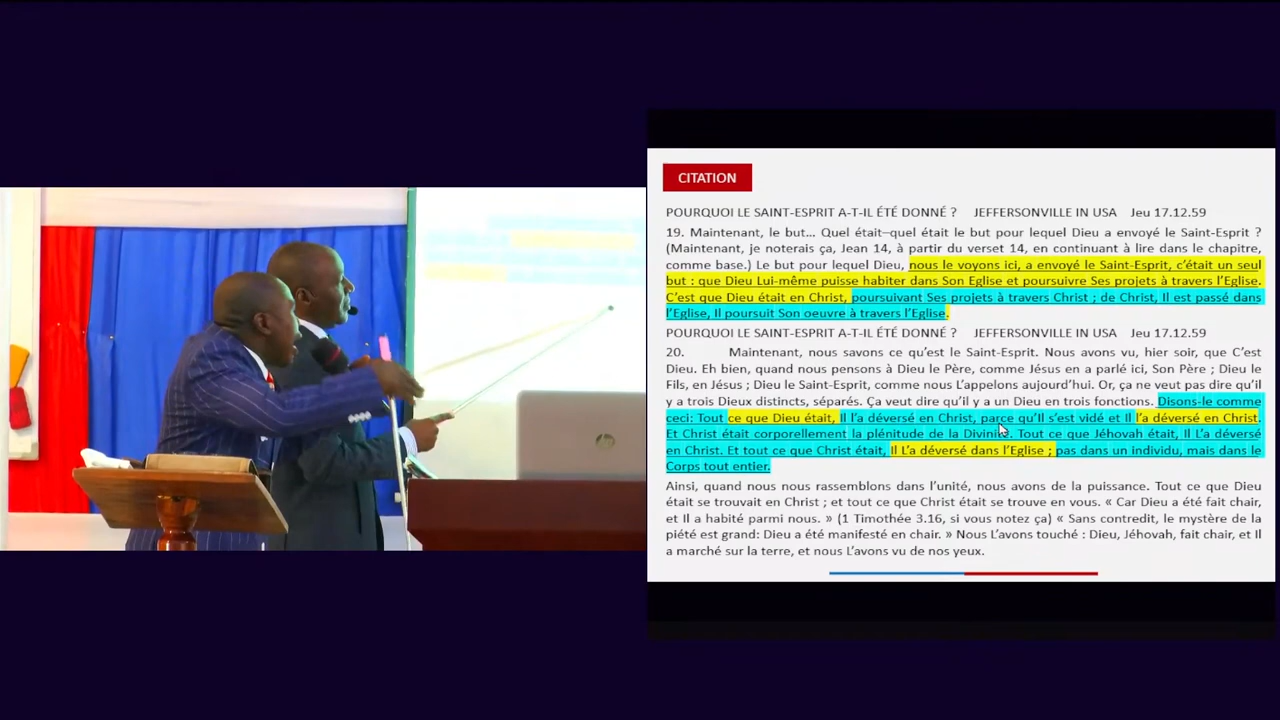 CITATION
POURQUOI LE SAINT-ESPRIT A-T-IL ÉTÉ DONNÉ ? JEFFERSONVILLE IN USA Jeu 17.12.59
19. Maintenant, le but... Quel était–quel était le but pour lequel Dieu a envoyé le Saint-Esprit ?
(Maintenant, je noterais ça, Jean 14, à partir du verset 14, en continuant à lire dans le chapitre,
comme base.) Le but pour lequel Dieu, nous le voyons ici, a envoyé le Saint-Esprit, c’était un seul
but : que Dieu Lui-même puisse habiter dans Son Eglise et poursuivre Ses projets à travers l’Eglise.
C’est que Dieu était en Christ, poursuivant Ses projets à travers Christ ; de Christ, Il est passé dans
l’Eglise, Il poursuit Son oeuvre à travers l’Eglise.
POURQUOI LE SAINT-ESPRIT A-T-IL ÉTÉ DONNÉ ? JEFFERSONVILLE IN USA Jeu 17.12.59
20. Maintenant, nous savons ce qu’est le Saint-Esprit. Nous avons vu, hier soir, que C’est
Dieu. Eh bien, quand nous pensons à Dieu le Père, comme Jésus en a parlé ici, Son Père ; Dieu le
Fils, en Jésus ; Dieu le Saint-Esprit, comme nous L’appelons aujourd’hui. Or, ça ne veut pas dire qu’il
y a trois Dieux distincts, séparés. Ça veut dire qu’il y a un Dieu en trois fonctions. Disons-le comme
ceci: Tout ce que Dieu était, Il l’a déversé en Christ, parce qu’Il s’est vidé et Il l’a déversé en Christ.
Et Christ était corporellement la plénitude de la Divinité. Tout ce que Jéhovah était, Il L’a déversé
en Christ. Et tout ce que Christ était, Il L’a déversé dans l’Eglise ; pas dans un individu, mais dans le
Corps tout entier.
Ainsi, quand nous nous rassemblons dans l’unité, nous avons de la puissance. Tout ce que Dieu
était se trouvait en Christ ; et tout ce que Christ était se trouve en vous. « Car Dieu a été fait chair,
et Il a habité parmi nous. » (1 Timothée 3.16, si vous notez ça) « Sans contredit, le mystère de la
piété est grand: Dieu a été manifesté en chair. » Nous L’avons touché : Dieu, Jéhovah, fait chair, et Il
a marché sur la terre, et nous L’avons vu de nos yeux.